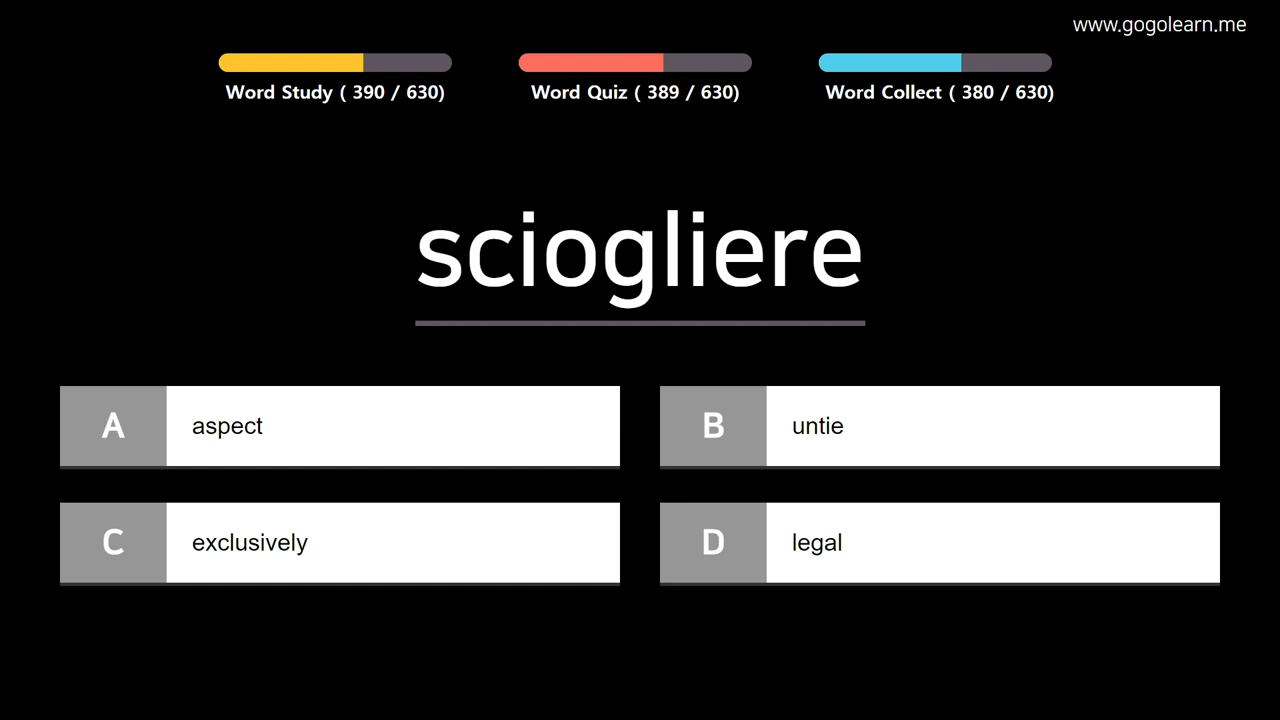 www.gogolearn.me
Word Study ( 390 / 630)
Word Quiz ( 389 / 630)
Word Collect ( 380 / 630)
sciogliere
A aspect
B untie
C exclusively
D legal